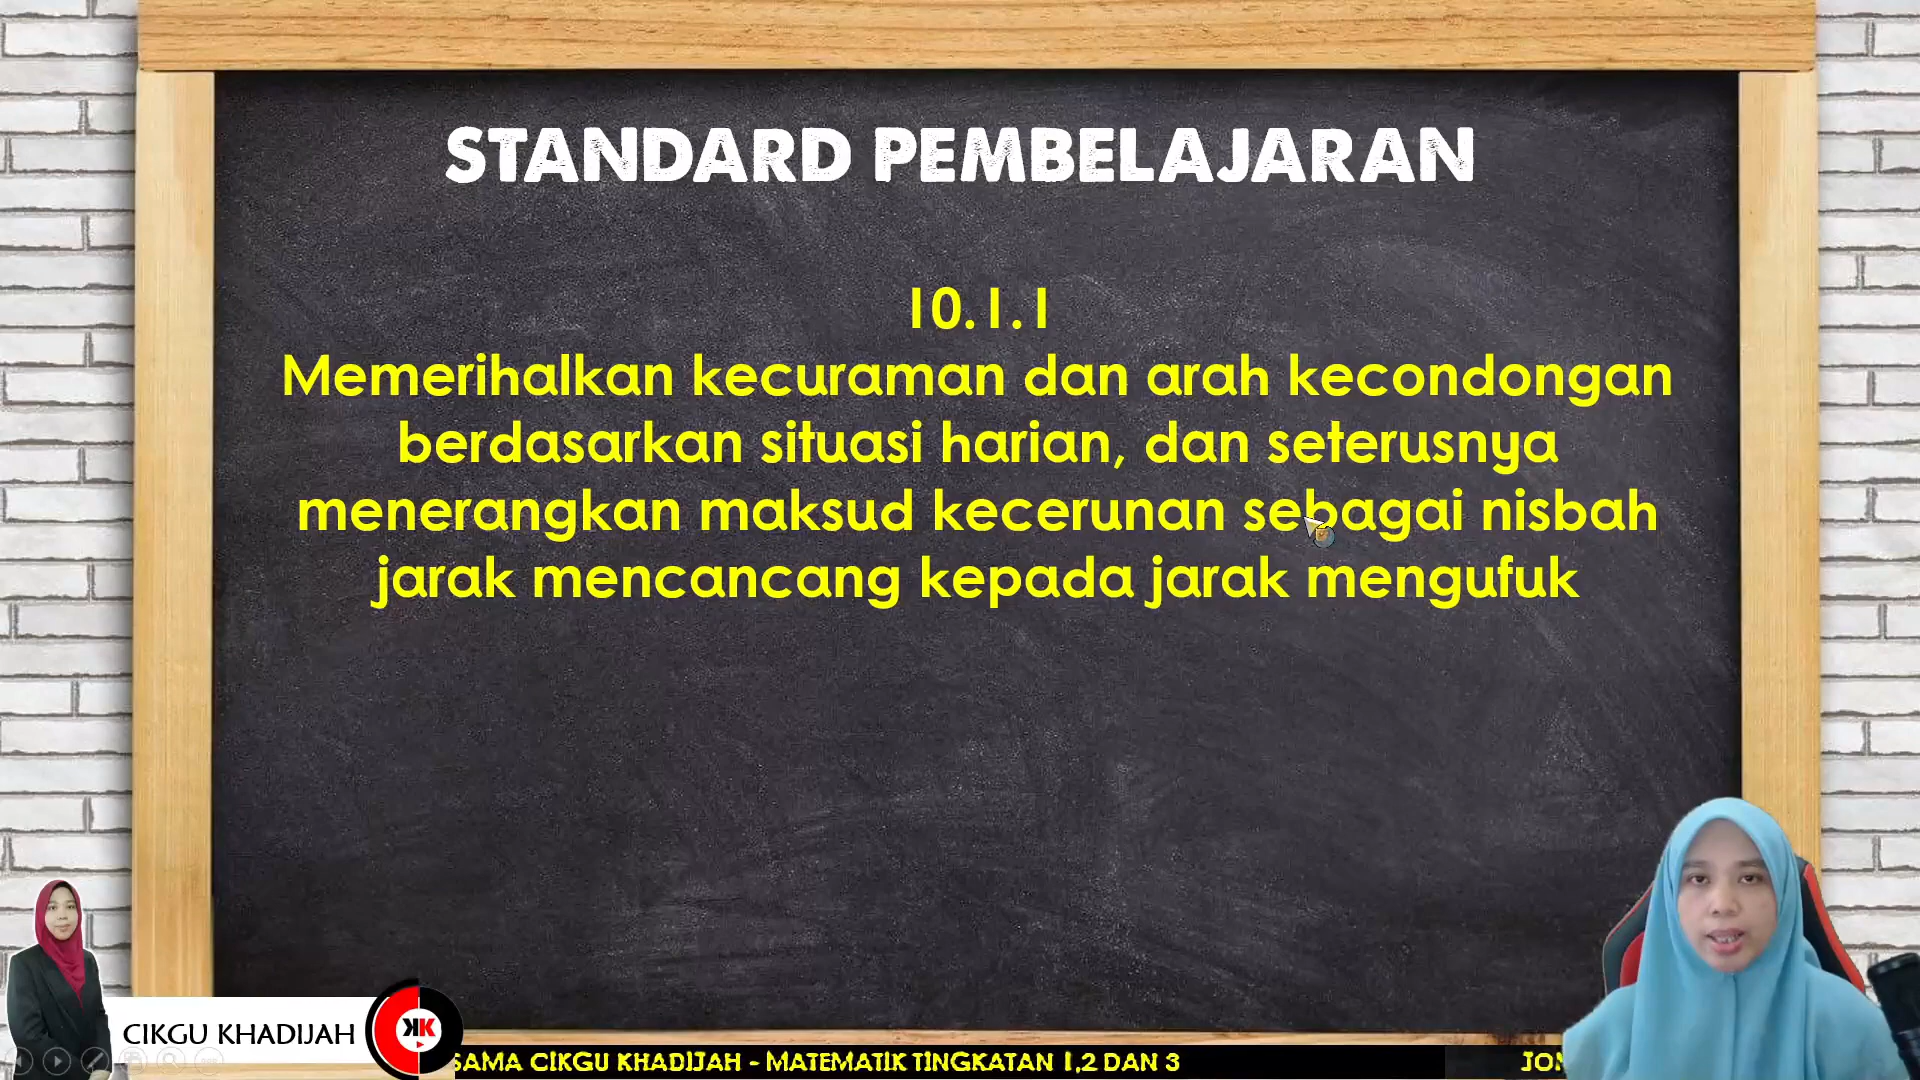 STANDARD PEMBELAJARAN
10.1.1
Memerihalkan kecuraman dan arah kecondongan
berdasarkan situasi harian, dan seterusnya
menerangkan maksud kecerunan sebagai nisbah
jarak mencancang kepada jarak mengufuk
CIKGU KHADIJAH
KK
SAMA CIKGU KHADIJAH - MATEMATIK TINGKATAN 1,2 DAN 3